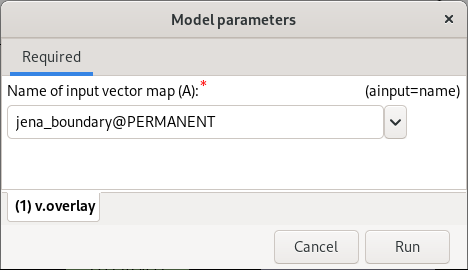 Model parameters ×
Required
Name of input vector map (A):* (ainput=name)
jena_boundary@PERMANENT
(1) v.overlay
Cancel Run